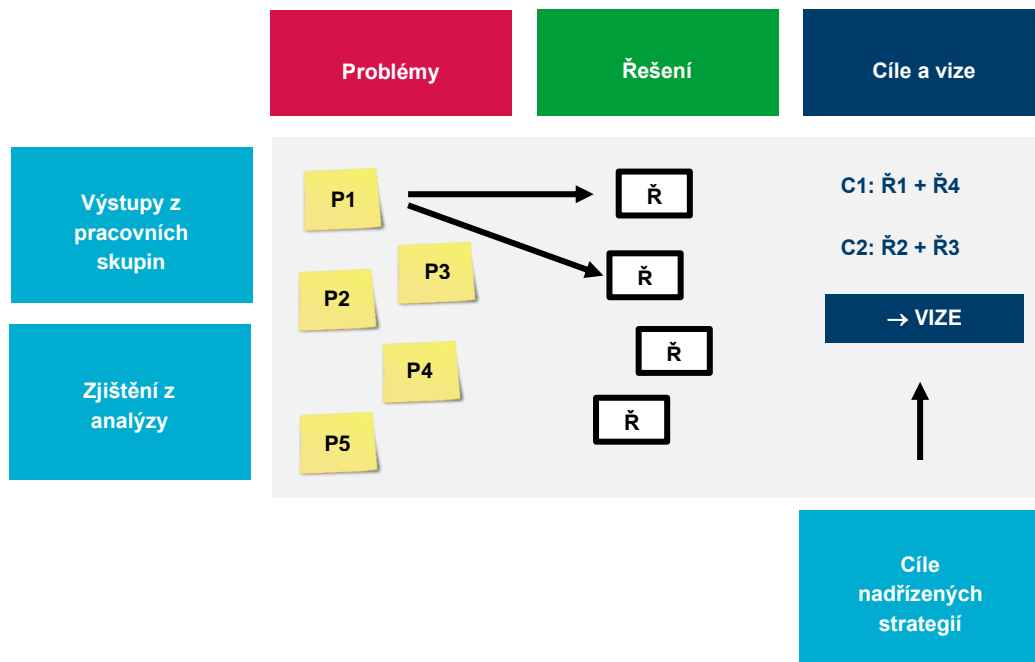 Problémy
Řešení
Cíle a vize
Výstupy z
pracovních
skupin
Zjištění z
analýzy
P1
P3
P2
P4
P5
Ř
Ř
Ř
Ř
C1: Ř1 + Ř4
C2: Ř2 + Ř3
→ VIZE
Cíle
nadřízených
strategií